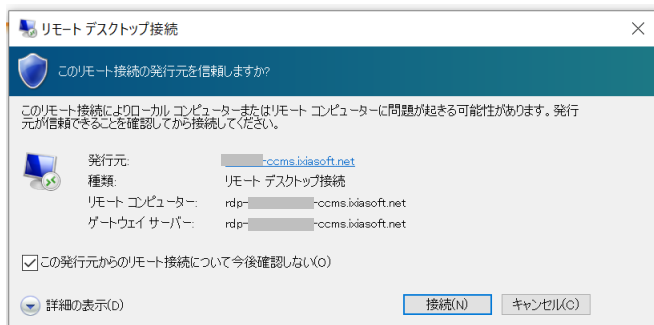 リモート デスクトップ接続
このリモート接続の発行元を信頼しますか?
このリモート接続によりローカル コンピューターまたはリモート コンピューターに問題が起きる可能性があります。発行
元が信頼できることを確認してから接続してください。
発行元: -ccms.ixiasoft.net
種類: リモート デスクトップ接続
リモート コンピューター: rdp- -ccms.ixiasoft.net
ゲートウェイ サーバー: rdp- -ccms.ixiasoft.net
この発行元からのリモート接続について今後確認しない(O)
詳細の表示(D) 接続(N) キャンセル(C)